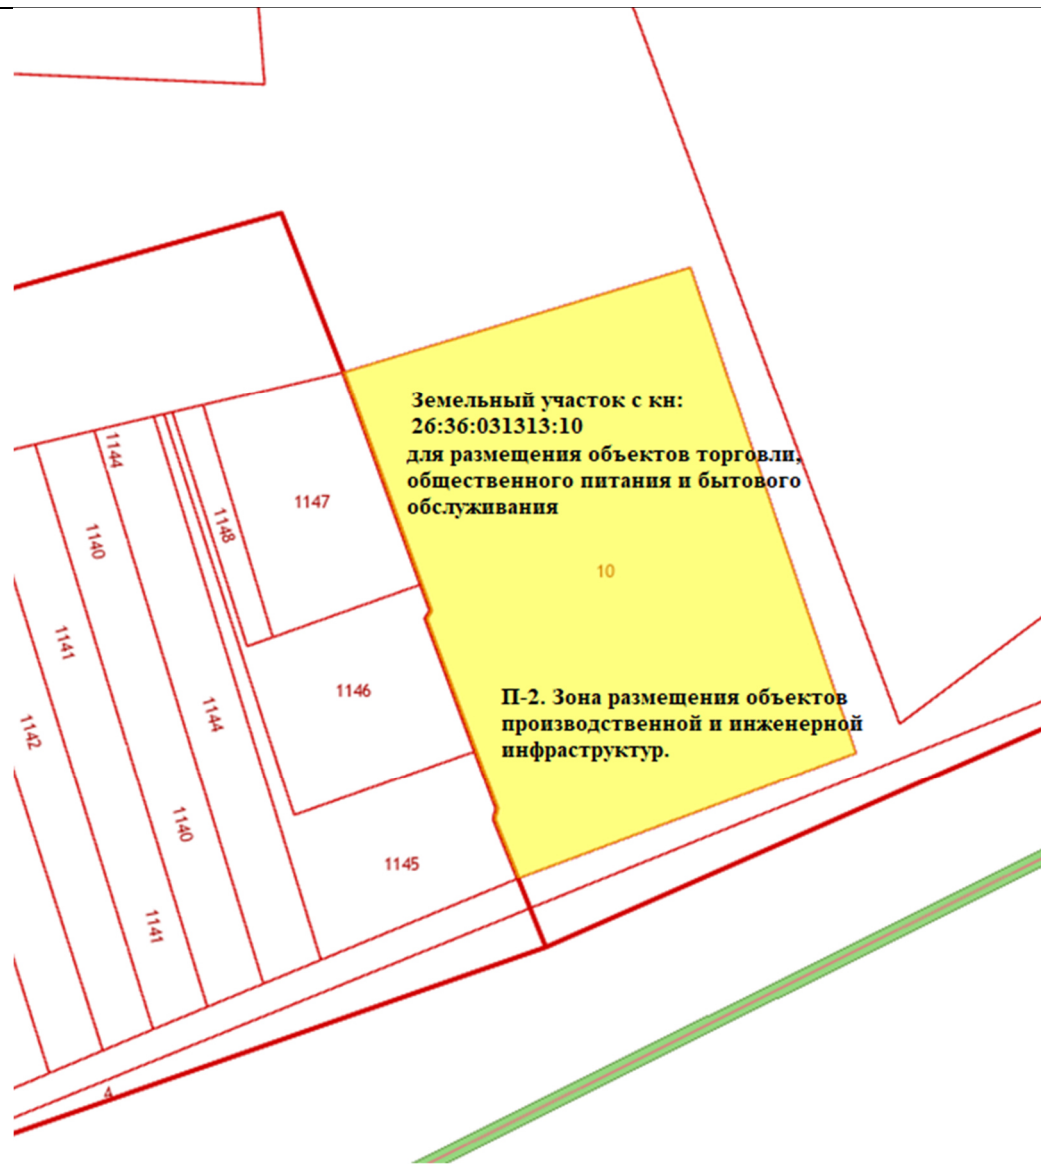 Земельный участок с кн:
26:36:031313:10
для размещения объектов торговли,
общественного питания и бытового
обслуживания
1144
1147
1148
1140
10
1141
1146
П-2. Зона размещения объектов
производственной и инженерной
инфраструктур.
1144
1142
1140
1145
1141
4